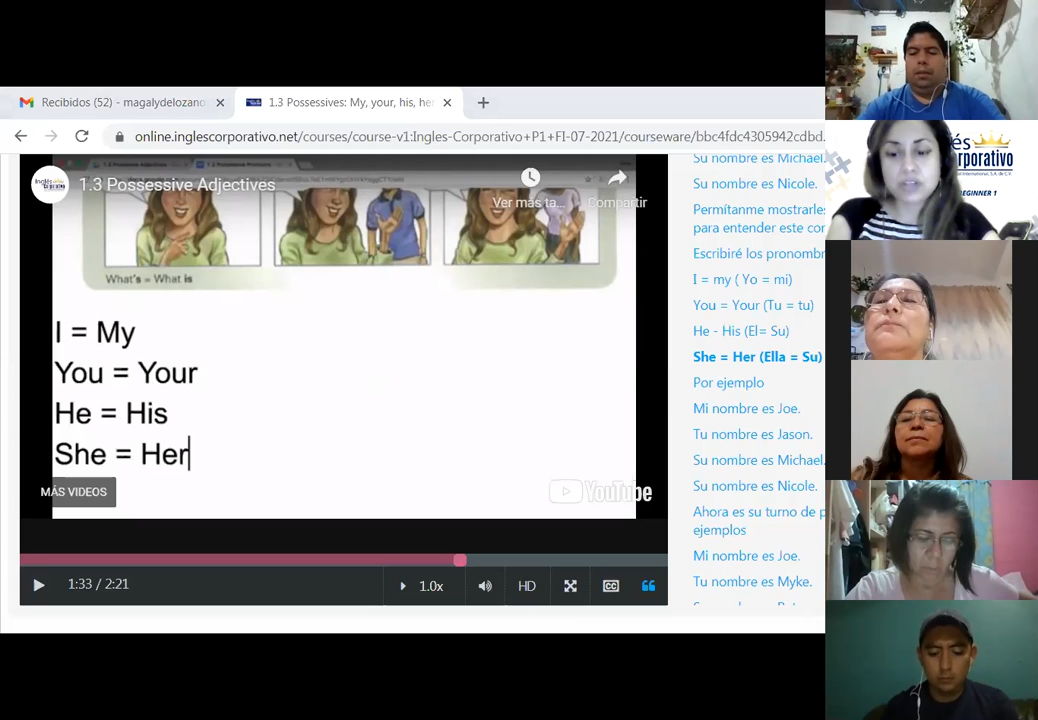 Recibidos (52) - magalydelozano
1.3 Possessives: My, your, his, he
online.inglescorporativo.net/courses/course-v1:Ingles-Corporativo+P1+FI-07-2021/courseware/bbc4fdc4305942cdbd.
1.3 Possessive Adjectives
Ver más ta...
Compartir
What's = What is
I = My
You = Your
He = His
She = Her
MÁS VIDEOS
YouTube
1:33 / 2:21
1.0x
HD
Su nombre es Michael.
Su nombre es Nicole.
Permítanme mostrarle
para entender este co
Escribiré los pronomb
I = my ( Yo = mi)
You = Your (Tu = tu)
He - His (El= Su)
She = Her (Ella = Su)
Por ejemplo
Mi nombre es Joe.
Tu nombre es Jason.
Su nombre es Michael.
Su nombre es Nicole.
Ahora es su turno de p
ejemplos
Mi nombre es Joe.
Tu nombre es Myke.
és
orporativo
EGINNER 1